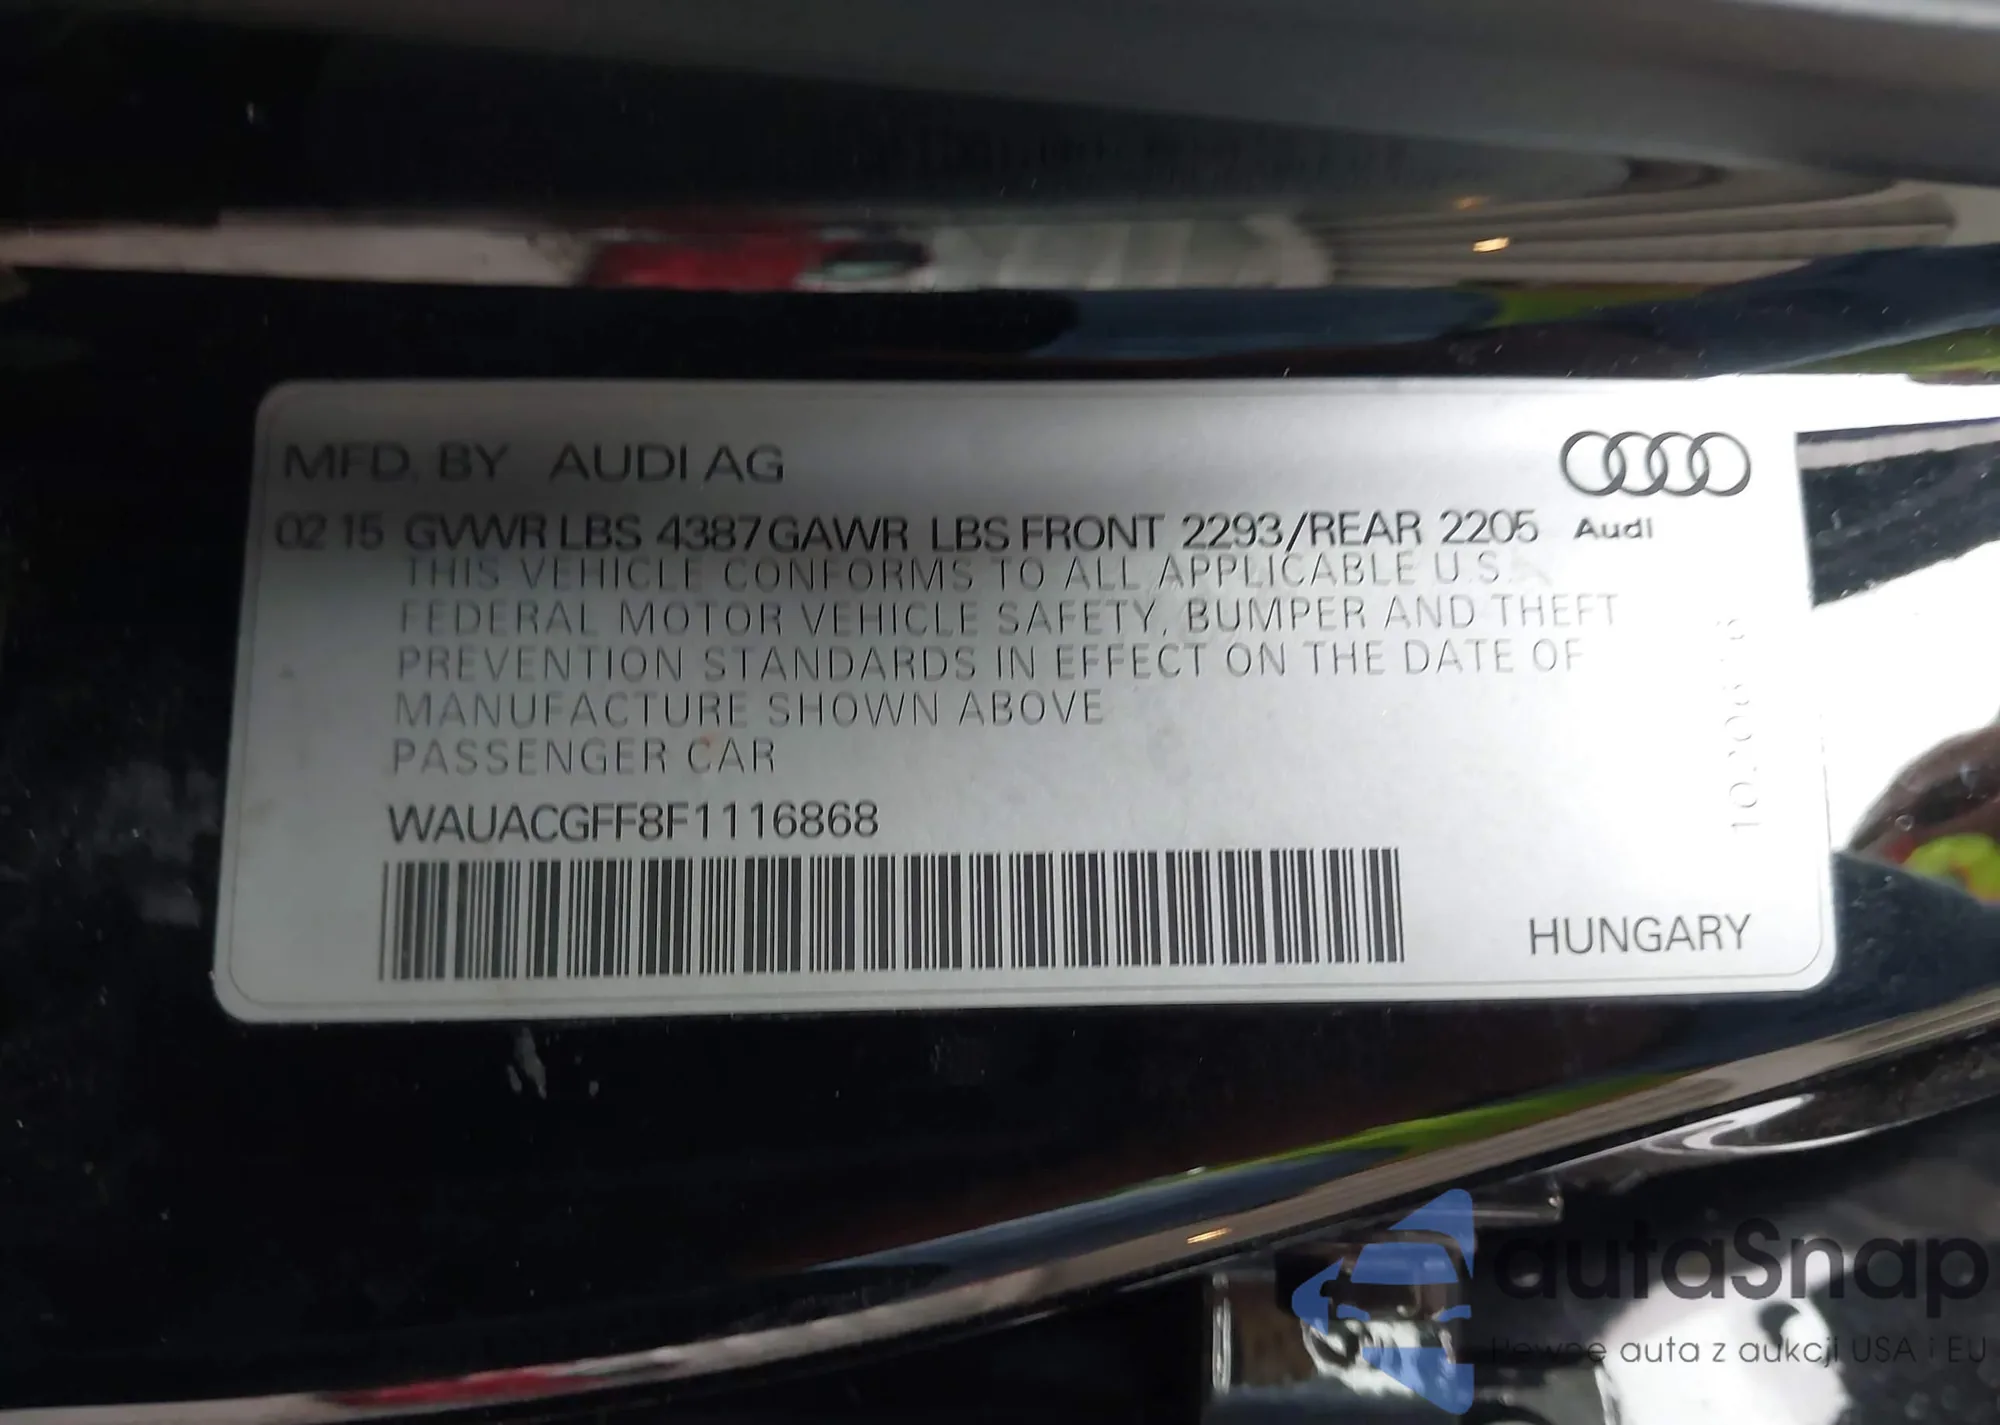 MFD. BY AUDI AG
02 15 GVWR LBS 4387 GAWR LBS FRONT 2293/REAR 2205
Audi
THIS VEHICLE CONFORMS TO ALL APPLICABLE U.S.
FEDERAL MOTOR VEHICLE SAFETY, BUMPER AND THEFT
PREVENTION STANDARDS IN EFFECT ON THE DATE OF
MANUFACTURE SHOWN ABOVE
PASSENGER CAR
WAUACGFF8F1116868
HUNGARY
autaSnap
Pewne auta z aukcji USA i EU